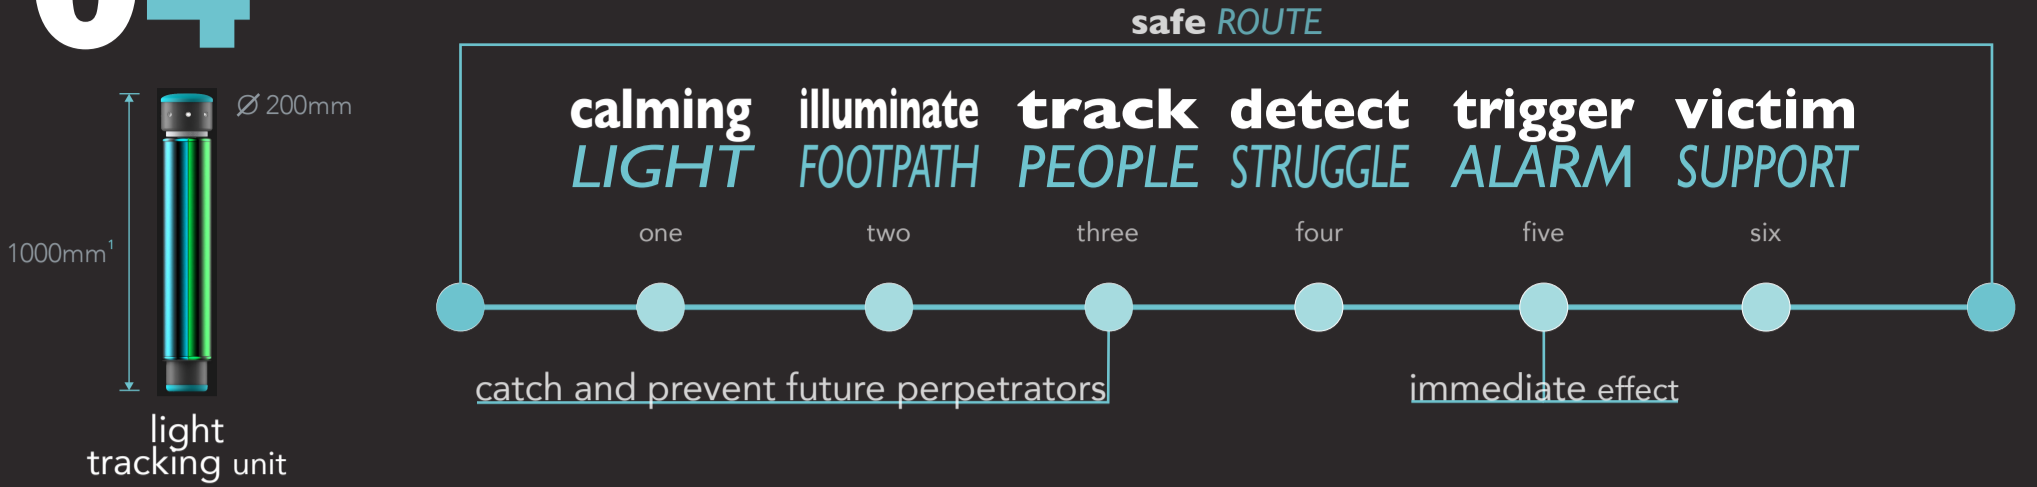 04
safe ROUTE
calming illuminate track detect trigger victim
LIGHT FOOTPATH PEOPLE STRUGGLE ALARM SUPPORT
one two three four five six
Ø 200mm
1000mm¹
catch and prevent future perpetrators immediate effect
light
tracking unit